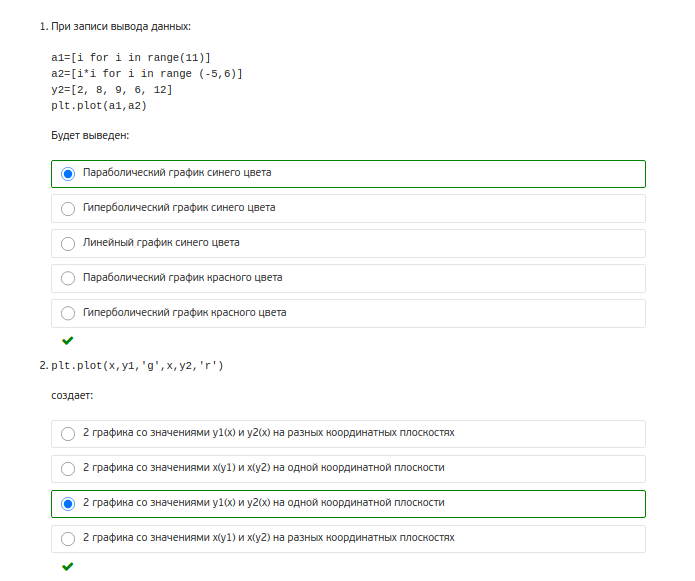 1. При записи вывода данных:
a1=[i for i in range(11)]
a2=[i*i for i in range (-5,6)]
y2=[2, 8, 9, 6, 12]
plt.plot(a1,a2)
Будет выведен:
Параболический график синего цвета
Гиперболический график синего цвета
Линейный график синего цвета
Параболический график красного цвета
Гиперболический график красного цвета
2. plt.plot(x,y1,'g',x,y2,'r')
создает:
2 графика со значениями y1(x) и y2(x) на разных координатных плоскостях
2 графика со значениями x(y1) и x(y2) на одной координатной плоскости
2 графика со значениями y1(x) и y2(x) на одной координатной плоскости
2 графика со значениями x(y1) и x(y2) на разных координатных плоскостях